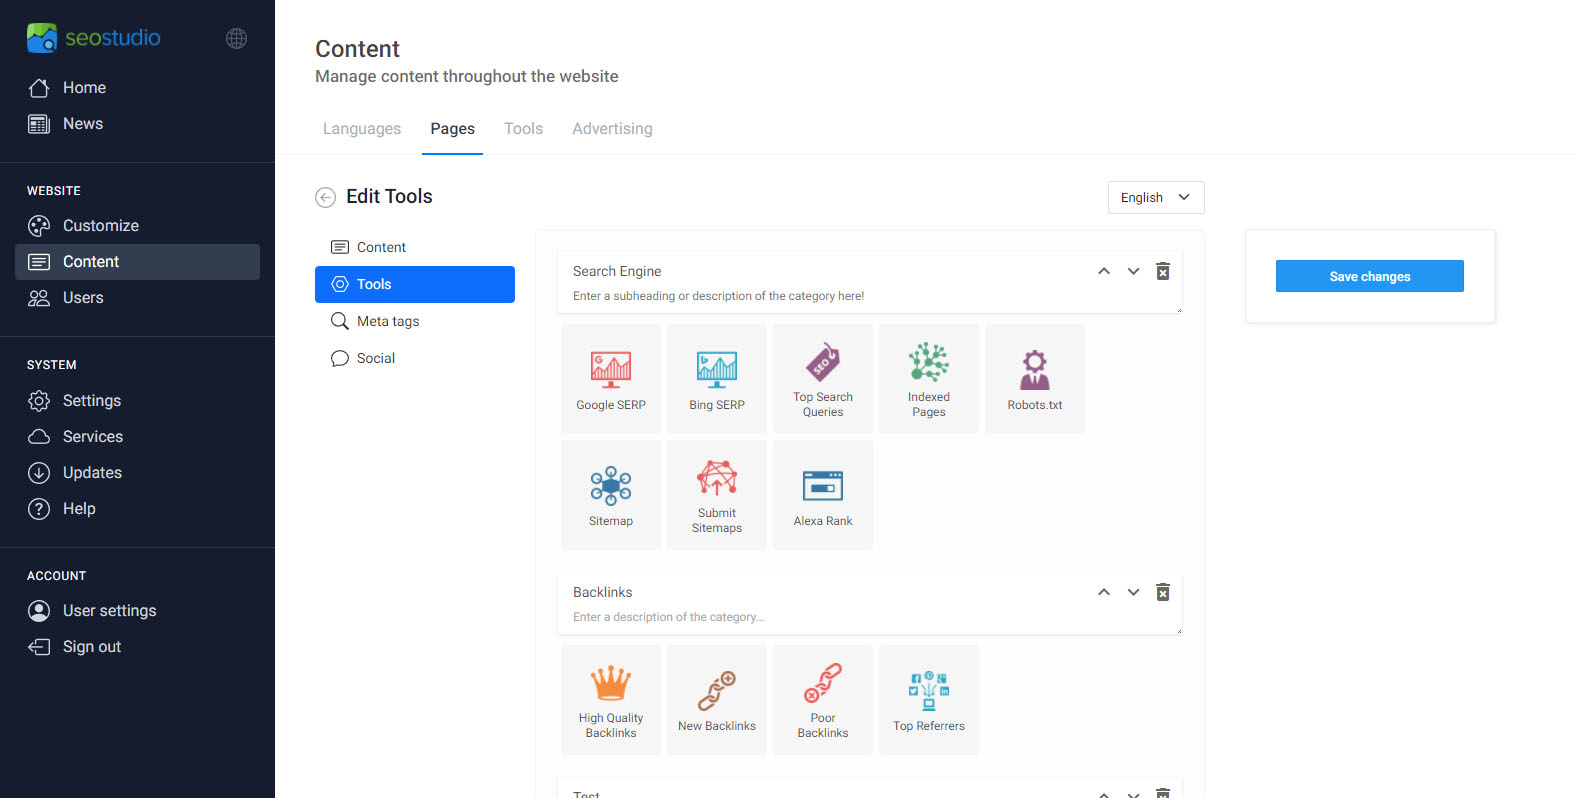 seostudio
Home
News
WEBSITE
Customize
Content
Users
SYSTEM
Settings
Services
Updates
Help
ACCOUNT
User settings
Sign out
Content
Manage content throughout the website
Languages
Pages
Tools
Advertising
Edit Tools
English
Content
Tools
Meta tags
Social
Search Engine
Enter a subheading or description of the category here!
Google SERP
Bing SERP
SEO
Top Search
Queries
Indexed
Pages
Robots.txt
Sitemap
Submit
Sitemaps
Alexa Rank
Backlinks
Enter a description of the category...
High Quality
Backlinks
New Backlinks
Poor
Backlinks
Top Referrers
Test
Save changes